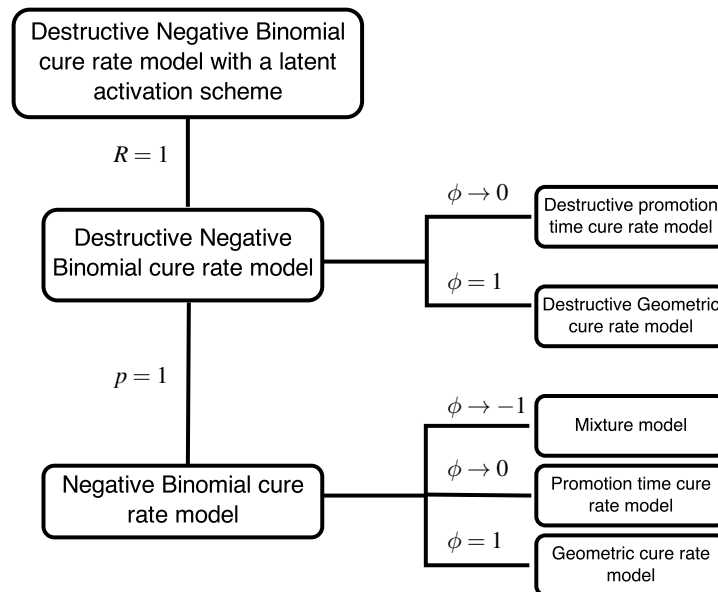 Destructive Negative Binomial
cure rate model with a latent
activation scheme
R = 1
Destructive Negative
Binomial cure rate model
ϕ → 0
Destructive promotion
time cure rate model
ϕ = 1
Destructive Geometric
cure rate model
p = 1
Negative Binomial cure
rate model
ϕ → −1
Mixture model
ϕ → 0
Promotion time cure
rate model
ϕ = 1
Geometric cure rate
model